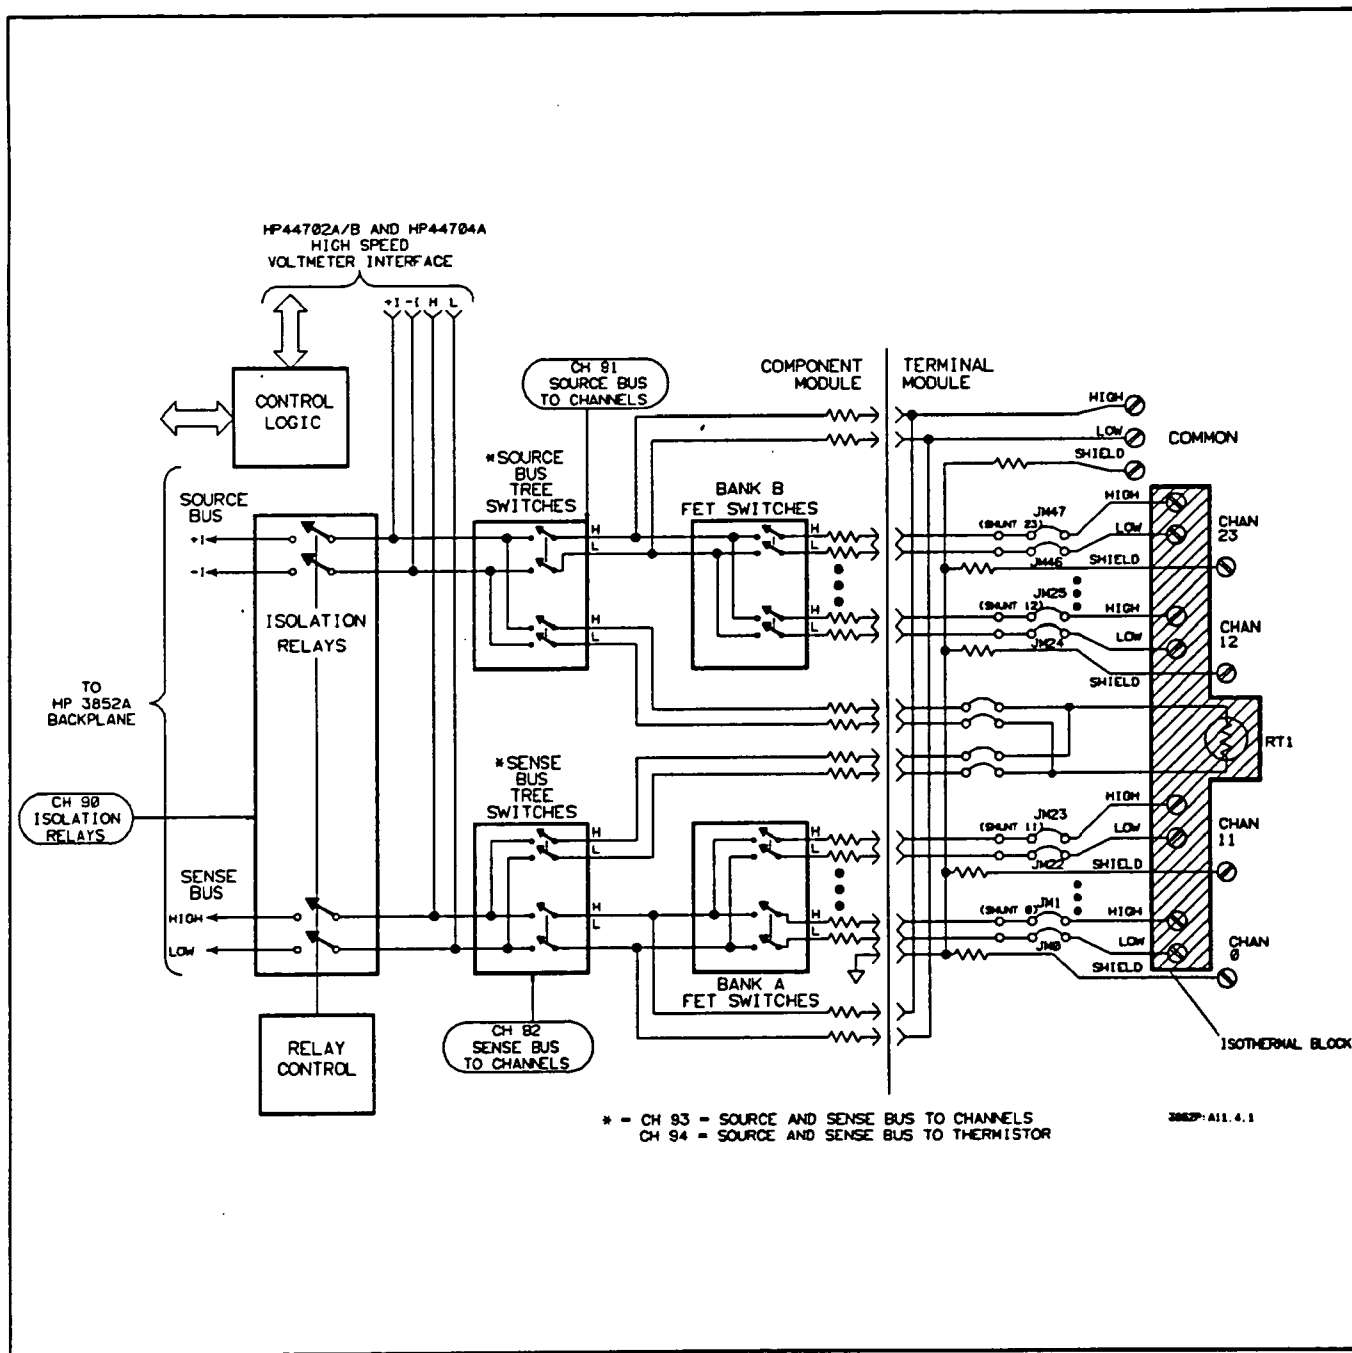 HP44702A/B AND HP44704A
HIGH SPEED
VOLTMETER INTERFACE
+I -I H L
CONTROL
LOGIC
CH 91
SOURCE BUS
TO CHANNELS
COMPONENT
MODULE
TERMINAL
MODULE
HIGH
LOW
SHIELD
COMMON
*SOURCE
BUS
TREE
SWITCHES
BANK B
FET SWITCHES
SOURCE
BUS
+I
-I
H
L
H
L
H
L
H
L
ISOLATION
RELAYS
JM47
(SHUNT 23)
JM46
HIGH
LOW
SHIELD
CHAN
23
JM25
(SHUNT 12)
JM24
HIGH
LOW
SHIELD
CHAN
12
TO
HP 3852A
BACKPLANE
RT1
*SENSE
BUS
TREE
SWITCHES
CH 90
ISOLATION
RELAYS
H
L
H
L
H
L
H
L
JM23
(SHUNT 11)
JM22
HIGH
LOW
SHIELD
CHAN
11
SENSE
BUS
HIGH
LOW
JM1
(SHUNT 0)
JM0
HIGH
LOW
SHIELD
CHAN
0
BANK A
FET SWITCHES
RELAY
CONTROL
CH 92
SENSE BUS
TO CHANNELS
ISOTHERMAL BLOCK
* - CH 93 = SOURCE AND SENSE BUS TO CHANNELS
CH 94 = SOURCE AND SENSE BUS TO THERMISTOR
3852P:A11.4.1